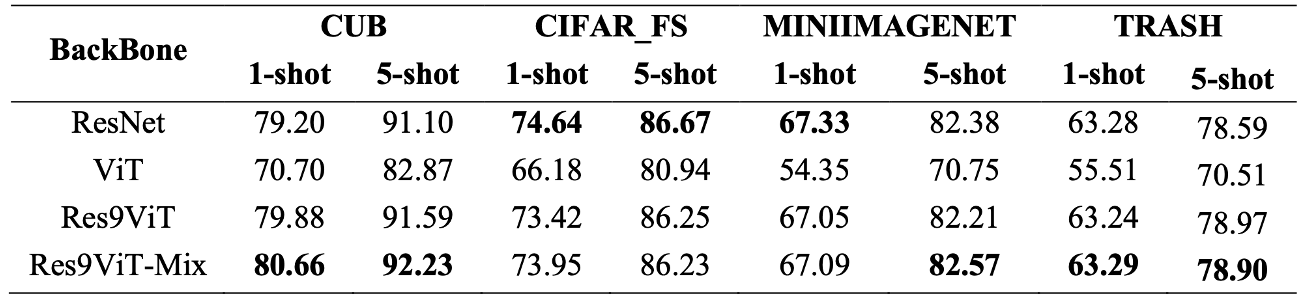 BackBone CUB CIFAR_FS MINIIMAGENET TRASH
1-shot 5-shot 1-shot 5-shot 1-shot 5-shot 1-shot 5-shot
ResNet 79.20 91.10 74.64 86.67 67.33 82.38 63.28 78.59
ViT 70.70 82.87 66.18 80.94 54.35 70.75 55.51 70.51
Res9ViT 79.88 91.59 73.42 86.25 67.05 82.21 63.24 78.97
Res9ViT-Mix 80.66 92.23 73.95 86.23 67.09 82.57 63.29 78.90